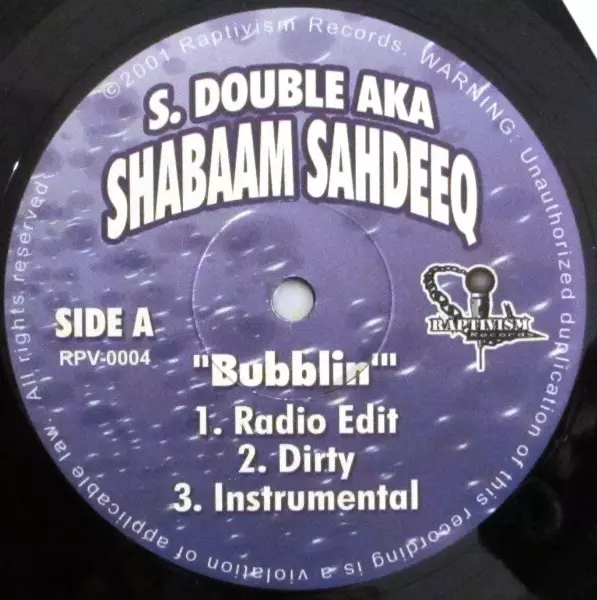 ©2001 Raptivism Records. WARNING: Unauthorized duplication of this recording is a violation of applicable law. All rights reserved.
S. DOUBLE AKA
SHABAAM SAHDEEQ
SIDE A
RPV-0004
RAPTIVISM
Records
"Bubblin'"
1. Radio Edit
2. Dirty
3. Instrumental